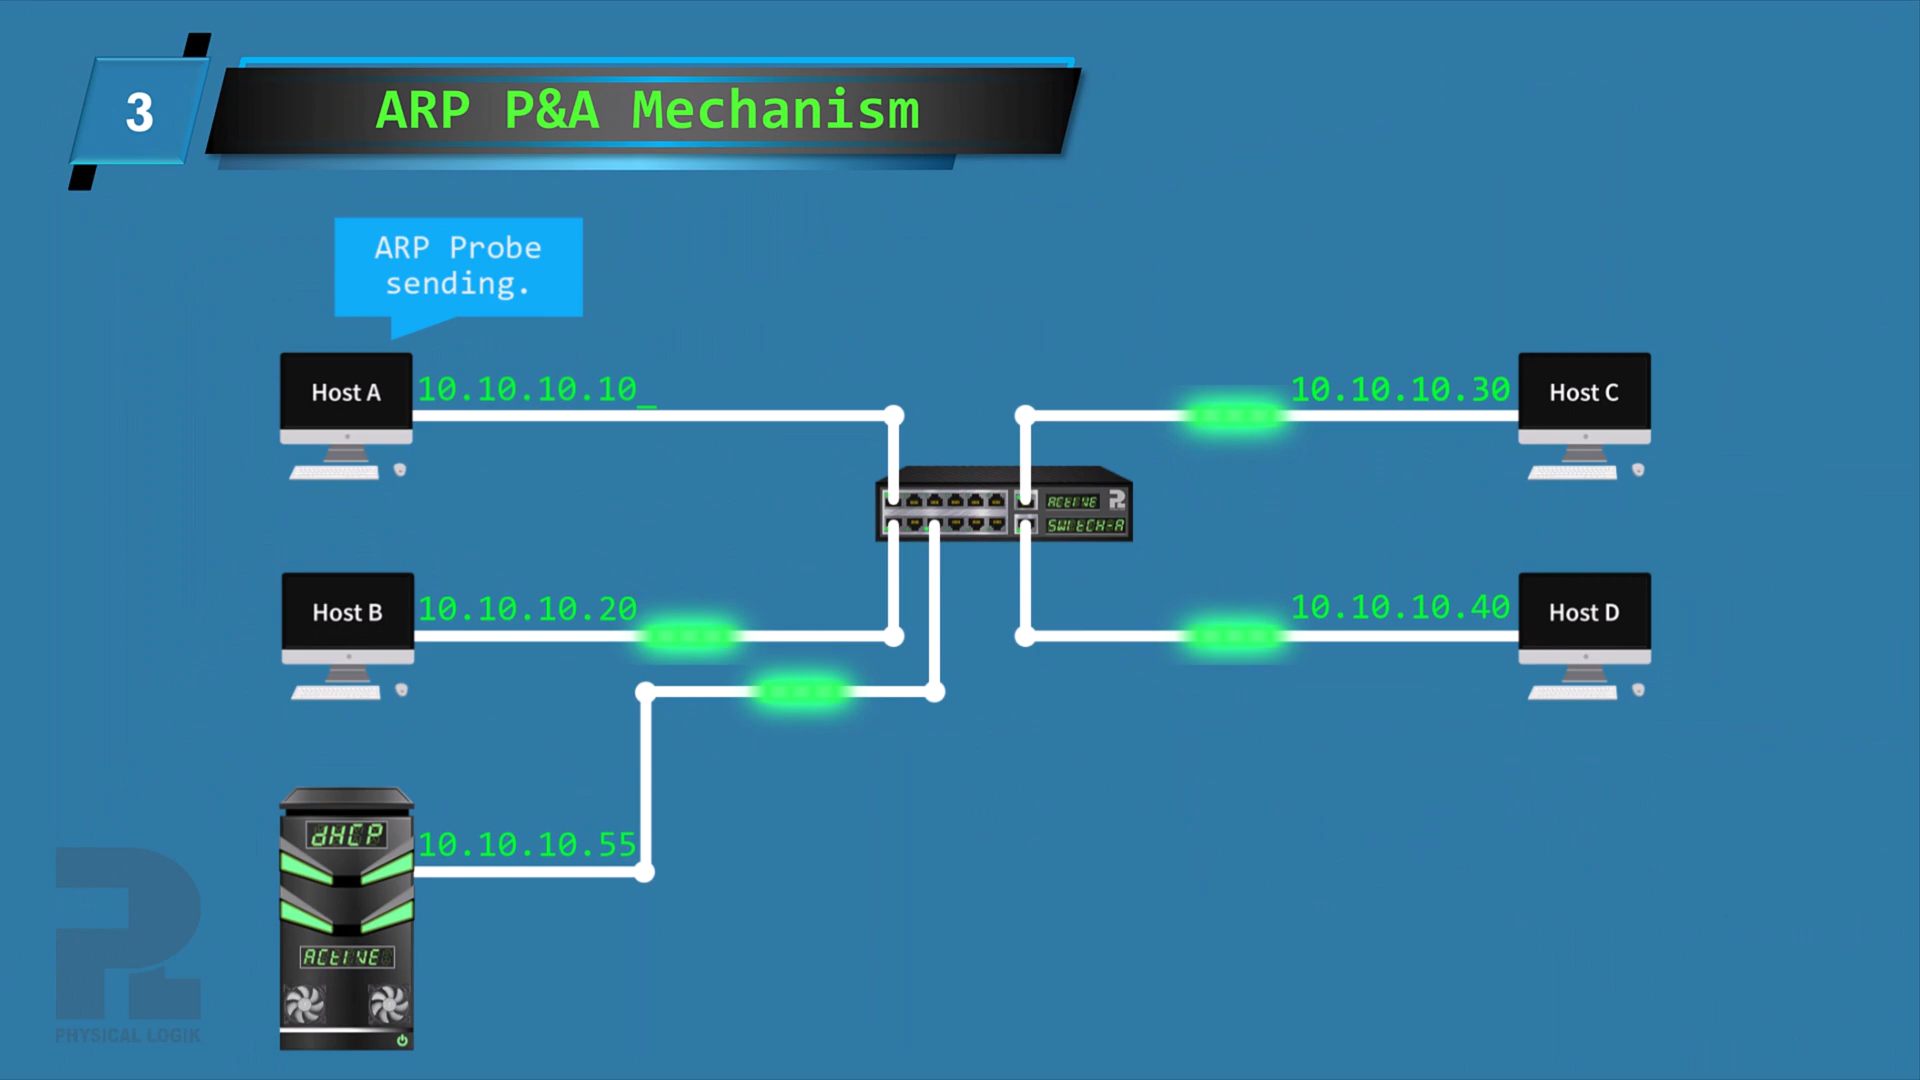 3
ARP P&A Mechanism
ARP Probe
sending.
Host A
10.10.10.10_
10.10.10.30
Host C
ACTIVE
SWITCH-A
Host B
10.10.10.20
10.10.10.40
Host D
dHCP
10.10.10.55
ACTIVE
PHYSICAL LOGIK